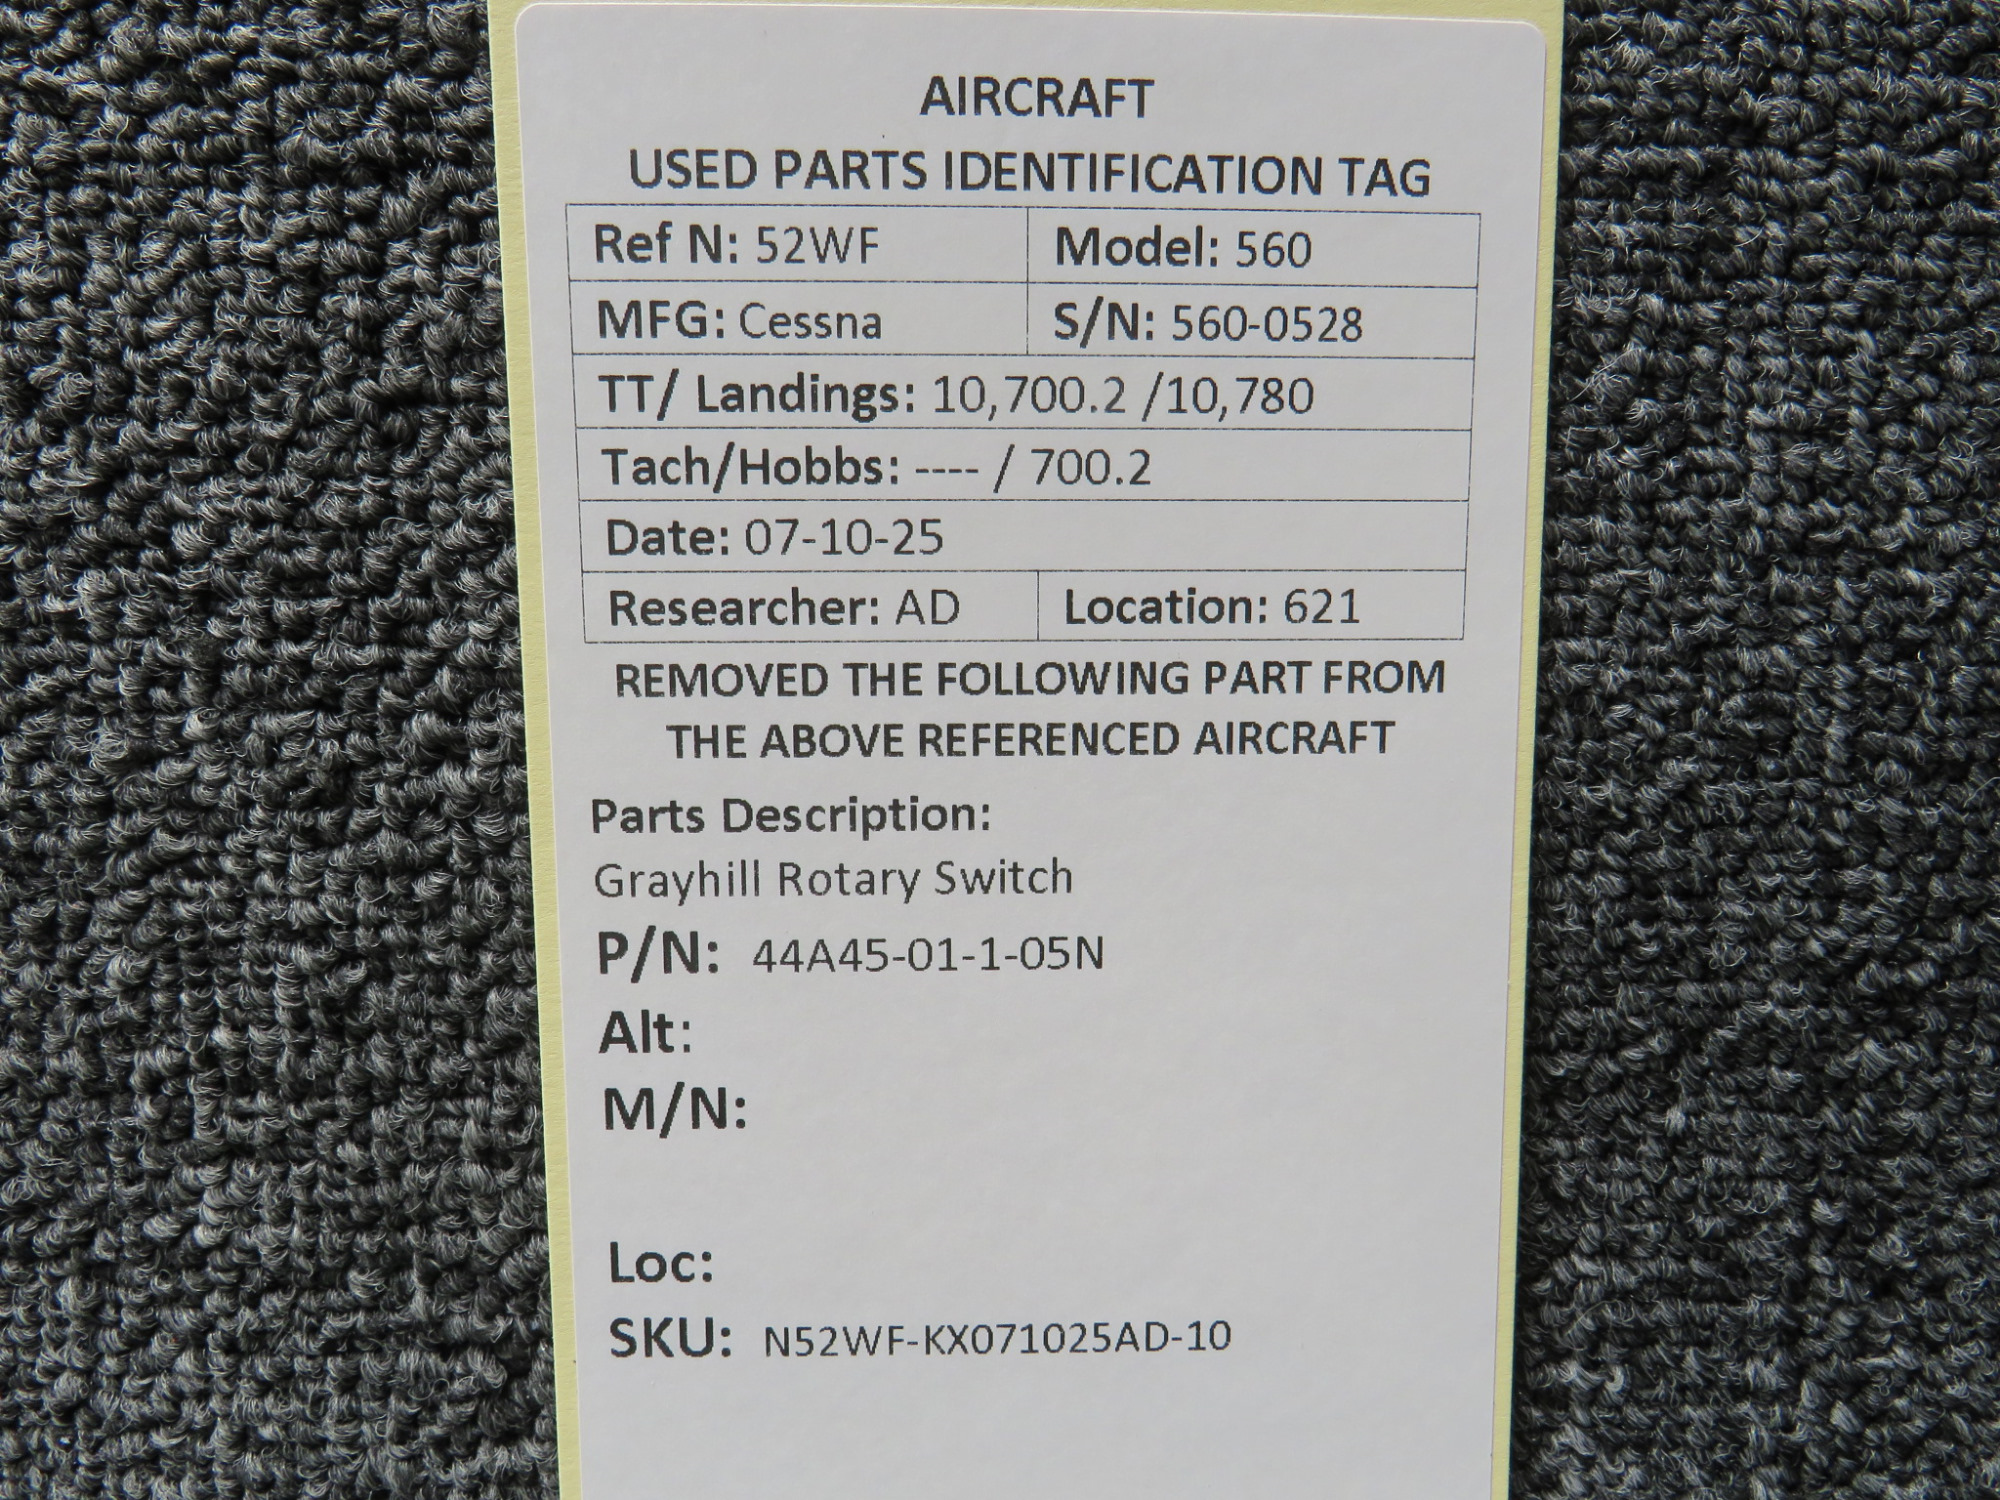 AIRCRAFT
USED PARTS IDENTIFICATION TAG
Ref N: 52WF Model: 560
MFG: Cessna S/N: 560-0528
TT/ Landings: 10,700.2 /10,780
Tach/Hobbs: ---- / 700.2
Date: 07-10-25
Researcher: AD Location: 621
REMOVED THE FOLLOWING PART FROM
THE ABOVE REFERENCED AIRCRAFT
Parts Description:
Grayhill Rotary Switch
P/N: 44A45-01-1-05N
Alt:
M/N:
Loc:
SKU: N52WF-KX071025AD-10